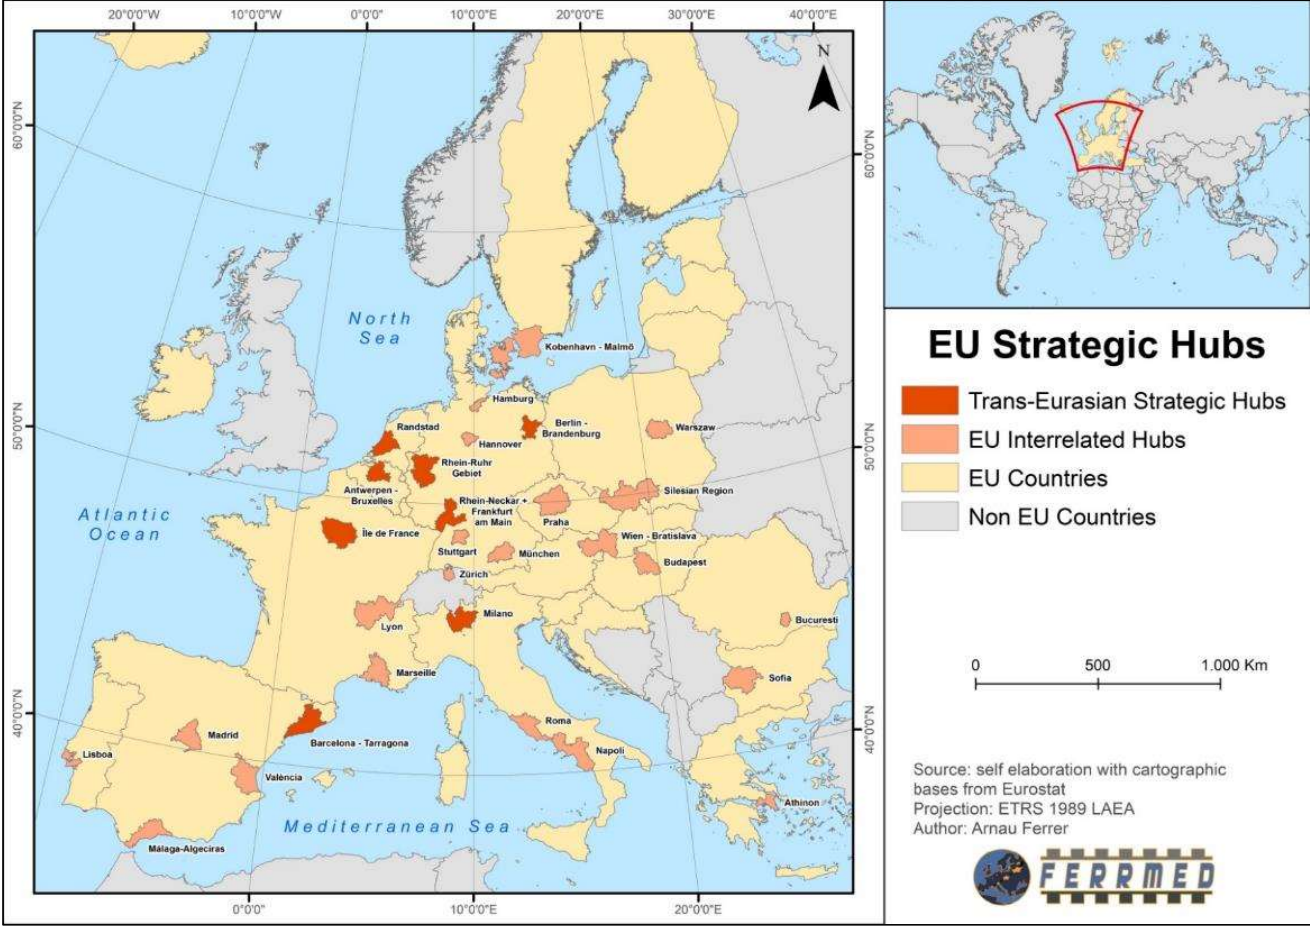 20°0'0"W
10°0'0"W
0°0'0"
10°0'0"E
20°0'0"E
30°0'0"E
40°0'0"E
60°0'0"N
50°0'0"N
40°0'0"N
60°0'0"N
50°0'0"N
40°0'0"N
0°0'0"
10°0'0"E
20°0'0"E
N
North
Sea
Atlantic
Ocean
Mediterranean Sea
Kobenhavn - Malmö
Hamburg
Randstad
Berlin -
Brandenburg
Warszaw
Hannover
Rhein-Ruhr
Gebiet
Antwerpen -
Bruxelles
Rhein-Neckar +
Frankfurt
am Main
Silesian Region
Praha
Île de France
Stuttgart
München
Wien - Bratislava
Budapest
Zürich
Milano
Lyon
Bucuresti
Marseille
Sofia
Madrid
Barcelona - Tarragona
Roma
Napoli
Lisboa
València
Athinon
Málaga-Algeciras
EU Strategic Hubs
Trans-Eurasian Strategic Hubs
EU Interrelated Hubs
EU Countries
Non EU Countries
0 500 1.000 Km
Source: self elaboration with cartographic
bases from Eurostat
Projection: ETRS 1989 LAEA
Author: Arnau Ferrer
FERRMED